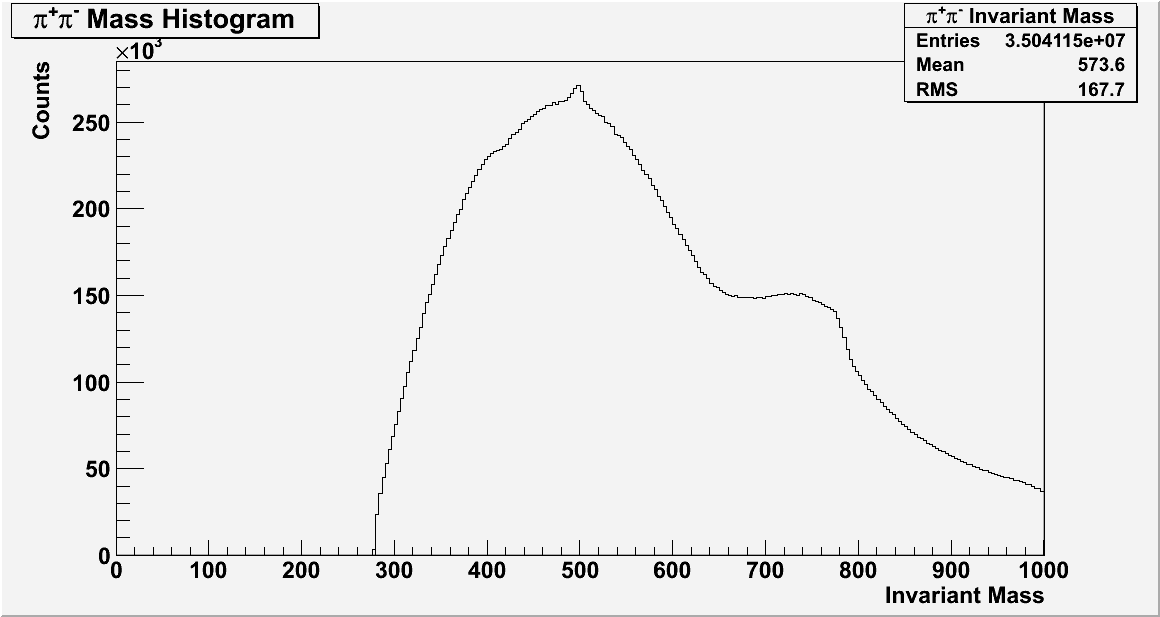 π⁺π⁻ Mass Histogram
×10³
Counts
π⁺π⁻ Invariant Mass
Entries 3.504115e+07
Mean 573.6
RMS 167.7
250
200
150
100
50
0
0 100 200 300 400 500 600 700 800 900 1000
Invariant Mass